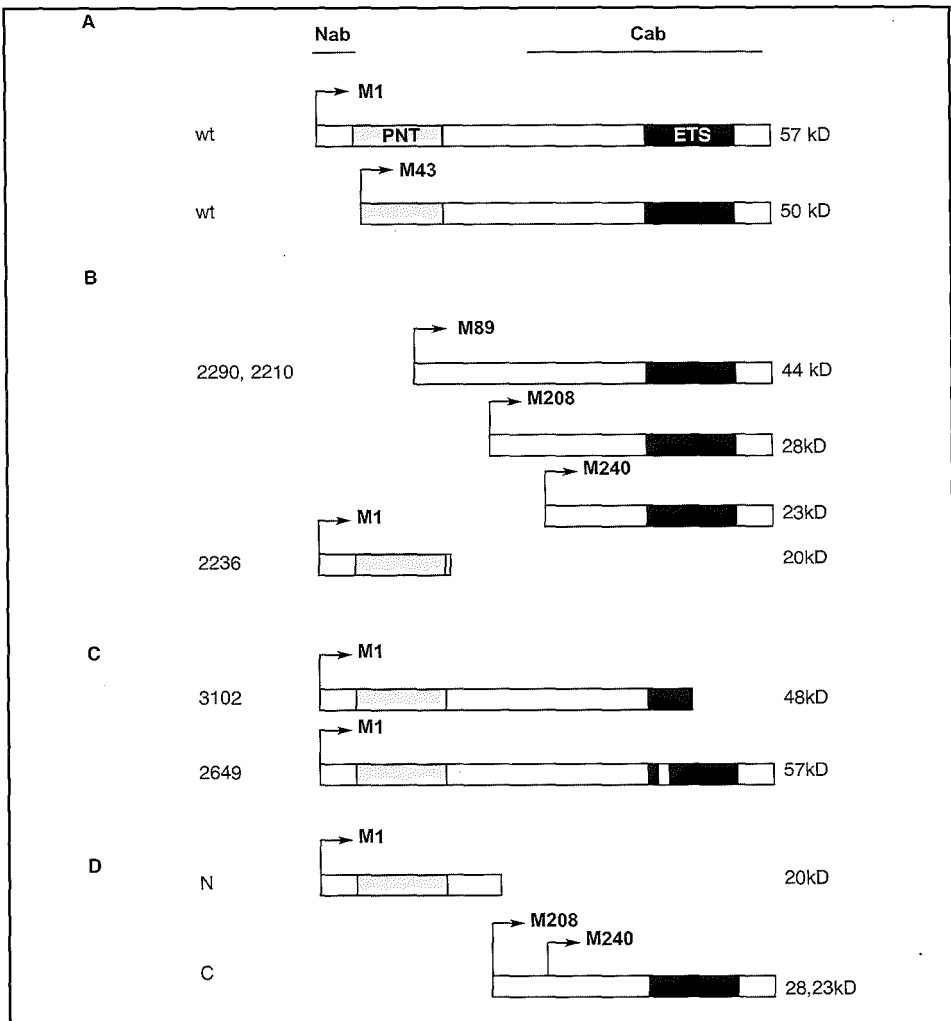 A
Nab Cab
M1
wt PNT ETS 57 kD
M43
wt 50 kD
B
M89
2290, 2210 44 kD
M208
28kD
M240
23kD
M1
2236 20kD
C
M1
3102 48kD
M1
2649 57kD
M1
D
N 20kD
M208
M240
C 28,23kD